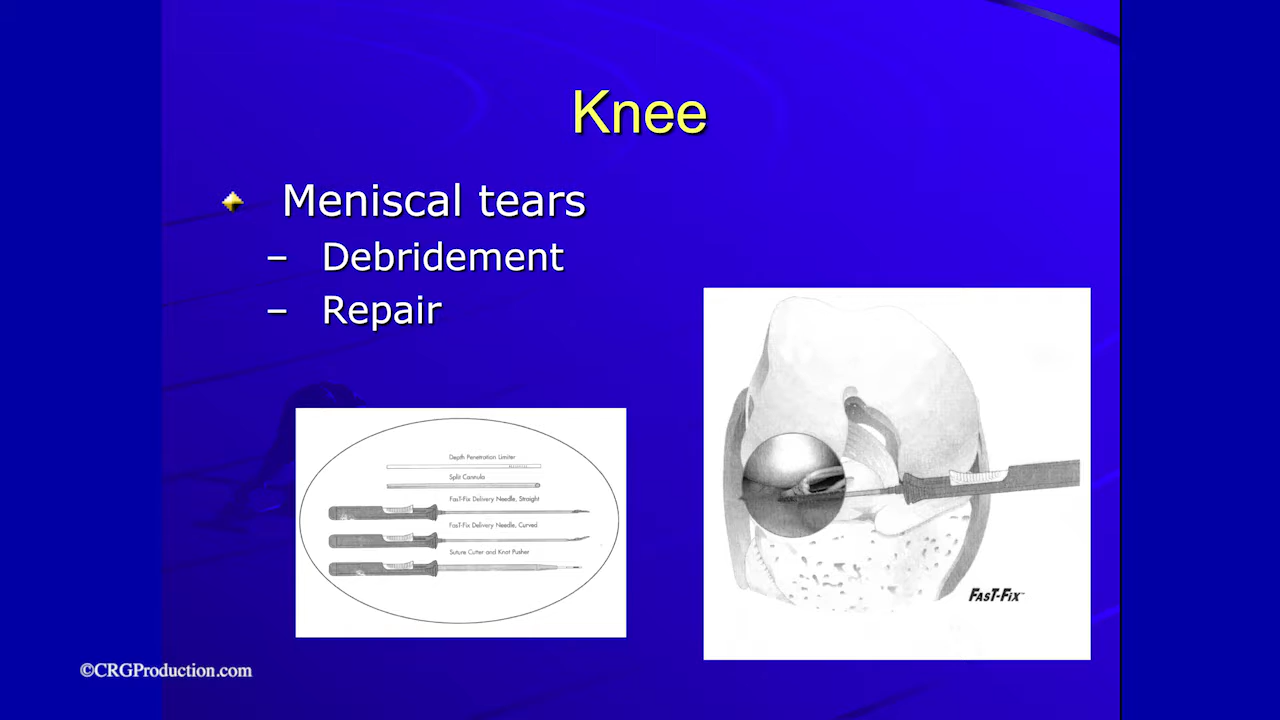 Knee
Meniscal tears
– Debridement
– Repair
Depth Penetration Limiter
Split Cannula
FasT-Fix Delivery Needle, Straight
FasT-Fix Delivery Needle, Curved
Suture Cutter and Knot Pusher
FasT-Fix™
©CRGProduction.com